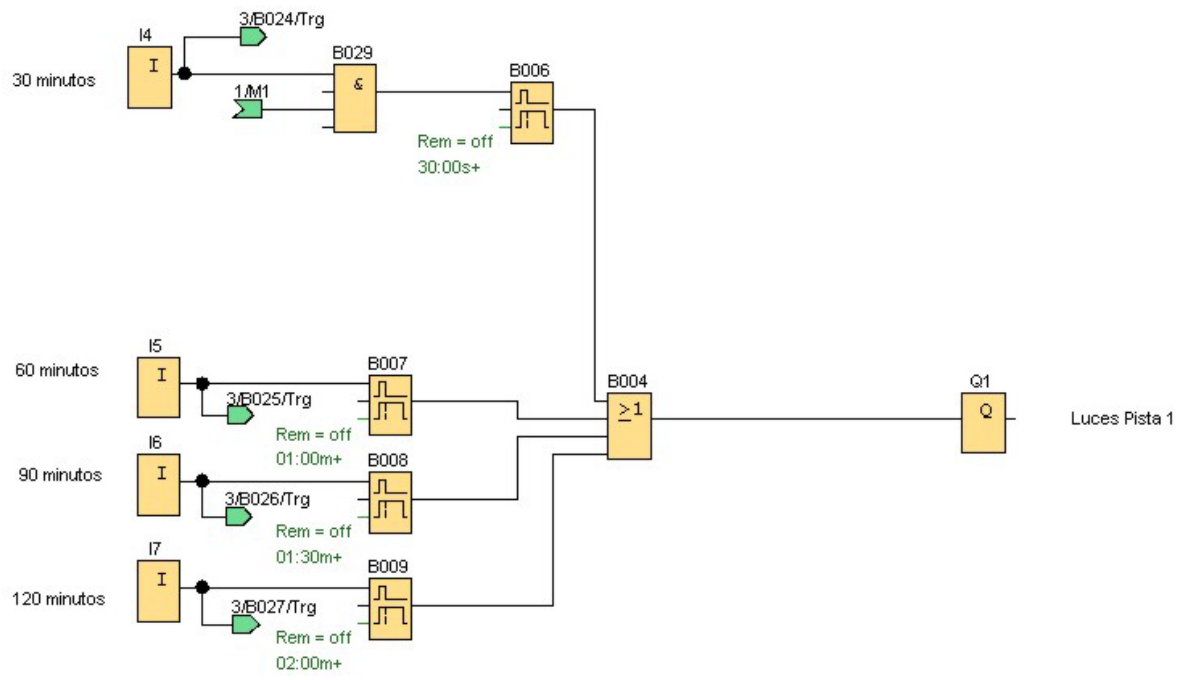 3/B024/Trg
I4
B029
B006
I
&
30 minutos
1/M1
Rem = off
30:00s+
I5
B007
60 minutos
I
B004
Q1
3/B025/Trg
≥1
Q
Luces Pista 1
Rem = off
01:00m+
I6
B008
90 minutos
I
3/B026/Trg
Rem = off
01:30m+
I7
B009
120 minutos
I
3/B027/Trg
Rem = off
02:00m+